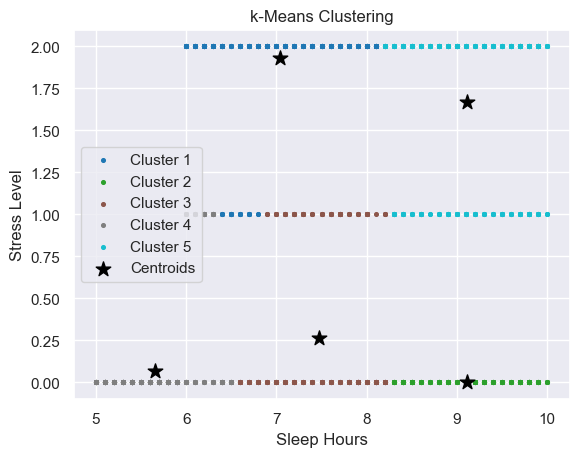 k-Means Clustering
2.00
1.75
1.50
1.25
1.00
0.75
0.50
0.25
0.00
Stress Level
Cluster 1
Cluster 2
Cluster 3
Cluster 4
Cluster 5
Centroids
5 6 7 8 9 10
Sleep Hours